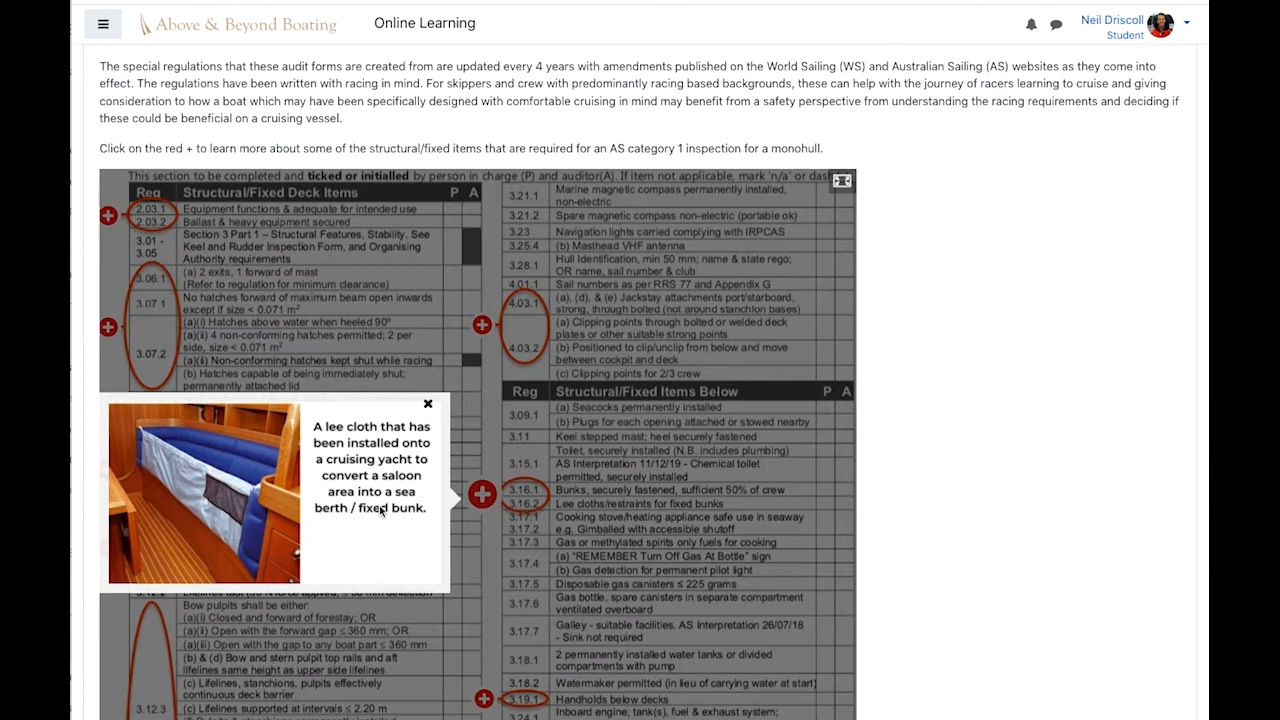 Above & Beyond Boating
Online Learning
Neil Driscoll
Student
The special regulations that these audit forms are created from are updated every 4 years with amendments published on the World Sailing (WS) and Australian Sailing (AS) websites as they come into
effect. The regulations have been written with racing in mind. For skippers and crew with predominantly racing based backgrounds, these can help with the journey of racers learning to cruise and giving
consideration to how a boat which may have been specifically designed with comfortable cruising in mind may benefit from a safety perspective from understanding the racing requirements and deciding if
these could be beneficial on a cruising vessel.
Click on the red + to learn more about some of the structural/fixed items that are required for an AS category 1 inspection for a monohull.
This section to be completed and ticked or initialled by person in charge (P) and auditor(A). If item not applicable, mark 'n/a' or dash
Reg Structural/Fixed Deck Items P A
2.03.1 Equipment functions & adequate for intended use
2.03.2 Ballast & heavy equipment secured
3.01 -
3.05
Section 3 Part 1 – Structural Features, Stability. See
Keel and Rudder Inspection Form, and Organising
Authority requirements
3.06.1
(a) 2 exits, 1 forward of mast
(Refer to regulation for minimum clearance)
3.07.1
No hatches forward of maximum beam open inwards
except if size < 0.071 m²
3.07.2
(a)(i) Hatches above water when heeled 90º
(a)(ii) 4 non-conforming hatches permitted; 2 per
side, size < 0.071 m²
(a)(ii) Non-conforming hatches kept shut while racing
(b) Hatches capable of being immediately shut;
permanently attached lid
A lee cloth that has
been installed onto
a cruising yacht to
convert a saloon
area into a sea
berth / fixed bunk.
Bow pulpits shall be either:
(a)(i) Closed and forward of forestay; OR
(a)(ii) Open with the forward gap ≤ 360 mm; OR
(a)(iii) Open with the gap to any boat part ≤ 360 mm
(b) & (d) Bow and stern pulpit top rails and aft
lifelines same height as upper side lifelines
(c) Lifelines, stanchions, pulpits effectively
continuous deck barrier
3.12.3
(c) Lifelines supported at intervals ≤ 2.20 m
3.21.1
Marine magnetic compass permanently installed,
non-electric
3.21.2 Spare magnetic compass non-electric (portable ok)
3.23 Navigation lights carried complying with IRPCAS
3.25.4 (b) Masthead VHF antenna
3.28.1
Hull Identification, min 50 mm; name & state rego;
OR name, sail number & club
4.01.1 Sail numbers as per RRS 77 and Appendix G
4.03.1
(a), (d), & (e) Jackstay attachments port/starboard,
strong, through bolted (not around stanchion bases)
4.03.2
(a) Clipping points through bolted or welded deck
plates or other suitable strong points
(b) Positioned to clip/unclip from below and move
between cockpit and deck
(c) Clipping points for 2/3 crew
Reg Structural/Fixed Items Below P A
3.09.1
(a) Seacocks permanently installed
(b) Plugs for each opening attached or stowed nearby
3.11 Keel stepped mast; heel securely fastened
3.15.1
Toilet, securely installed (N.B. includes plumbing)
AS Interpretation 11/12/19 - Chemical toilet
permitted, securely installed
3.16.1 Bunks, securely fastened, sufficient 50% of crew
3.16.2 Lee cloths/restraints for fixed bunks
3.17.1 Cooking stove/heating appliance safe use in seaway
3.17.2 e.g. Gimballed with accessible shutoff
3.17.3 Gas or methylated spirits only fuels for cooking
3.17.4
(a) "REMEMBER Turn Off Gas At Bottle" sign
(b) Gas detection for permanent pilot light
3.17.5 Disposable gas canisters ≤ 225 grams
3.17.6
Gas bottle, spare canisters in separate compartment
ventilated overboard
3.17.7
Galley - suitable facilities. AS Interpretation 26/07/18
- Sink not required
3.18.1
2 permanently installed water tanks or divided
compartments with pump
3.18.2 Watermaker permitted (in lieu of carrying water at start)
3.19.1 Handholds below decks
Inboard engine, tank(s), fuel & exhaust system;